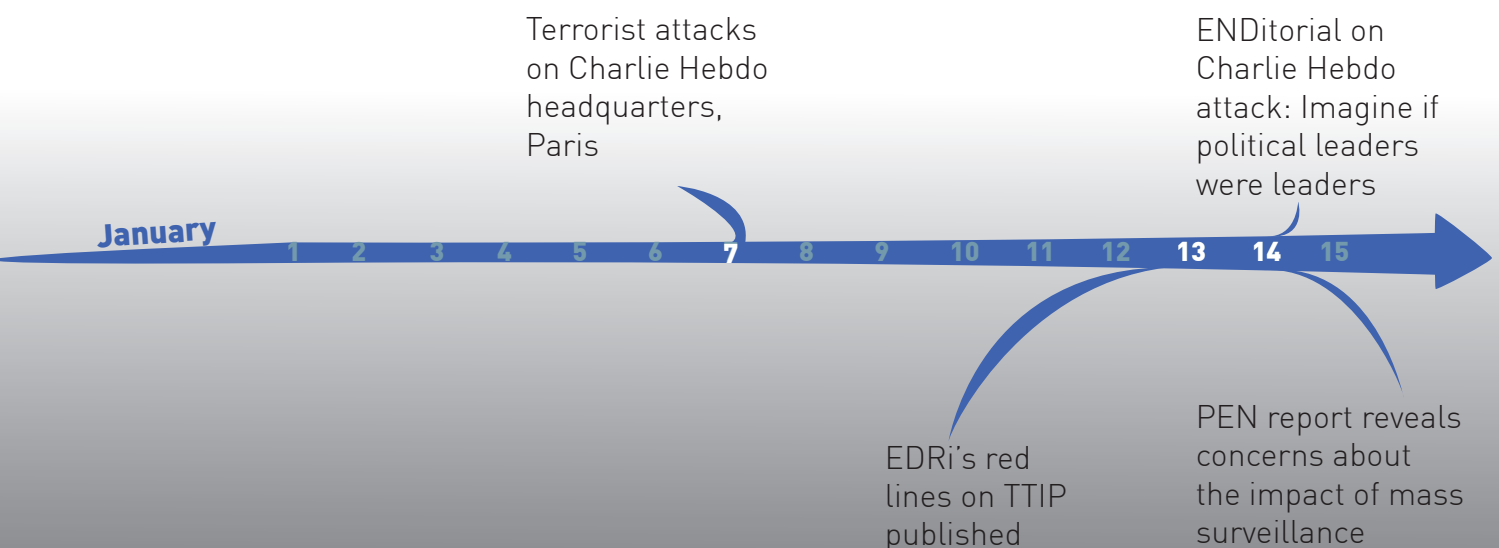 Terrorist attacks
on Charlie Hebdo
headquarters,
Paris
ENDitorial on
Charlie Hebdo
attack: Imagine if
political leaders
were leaders
January
1 2 3 4 5 6 7 8 9 10 11 12 13 14 15
EDRi’s red
lines on TTIP
published
PEN report reveals
concerns about
the impact of mass
surveillance